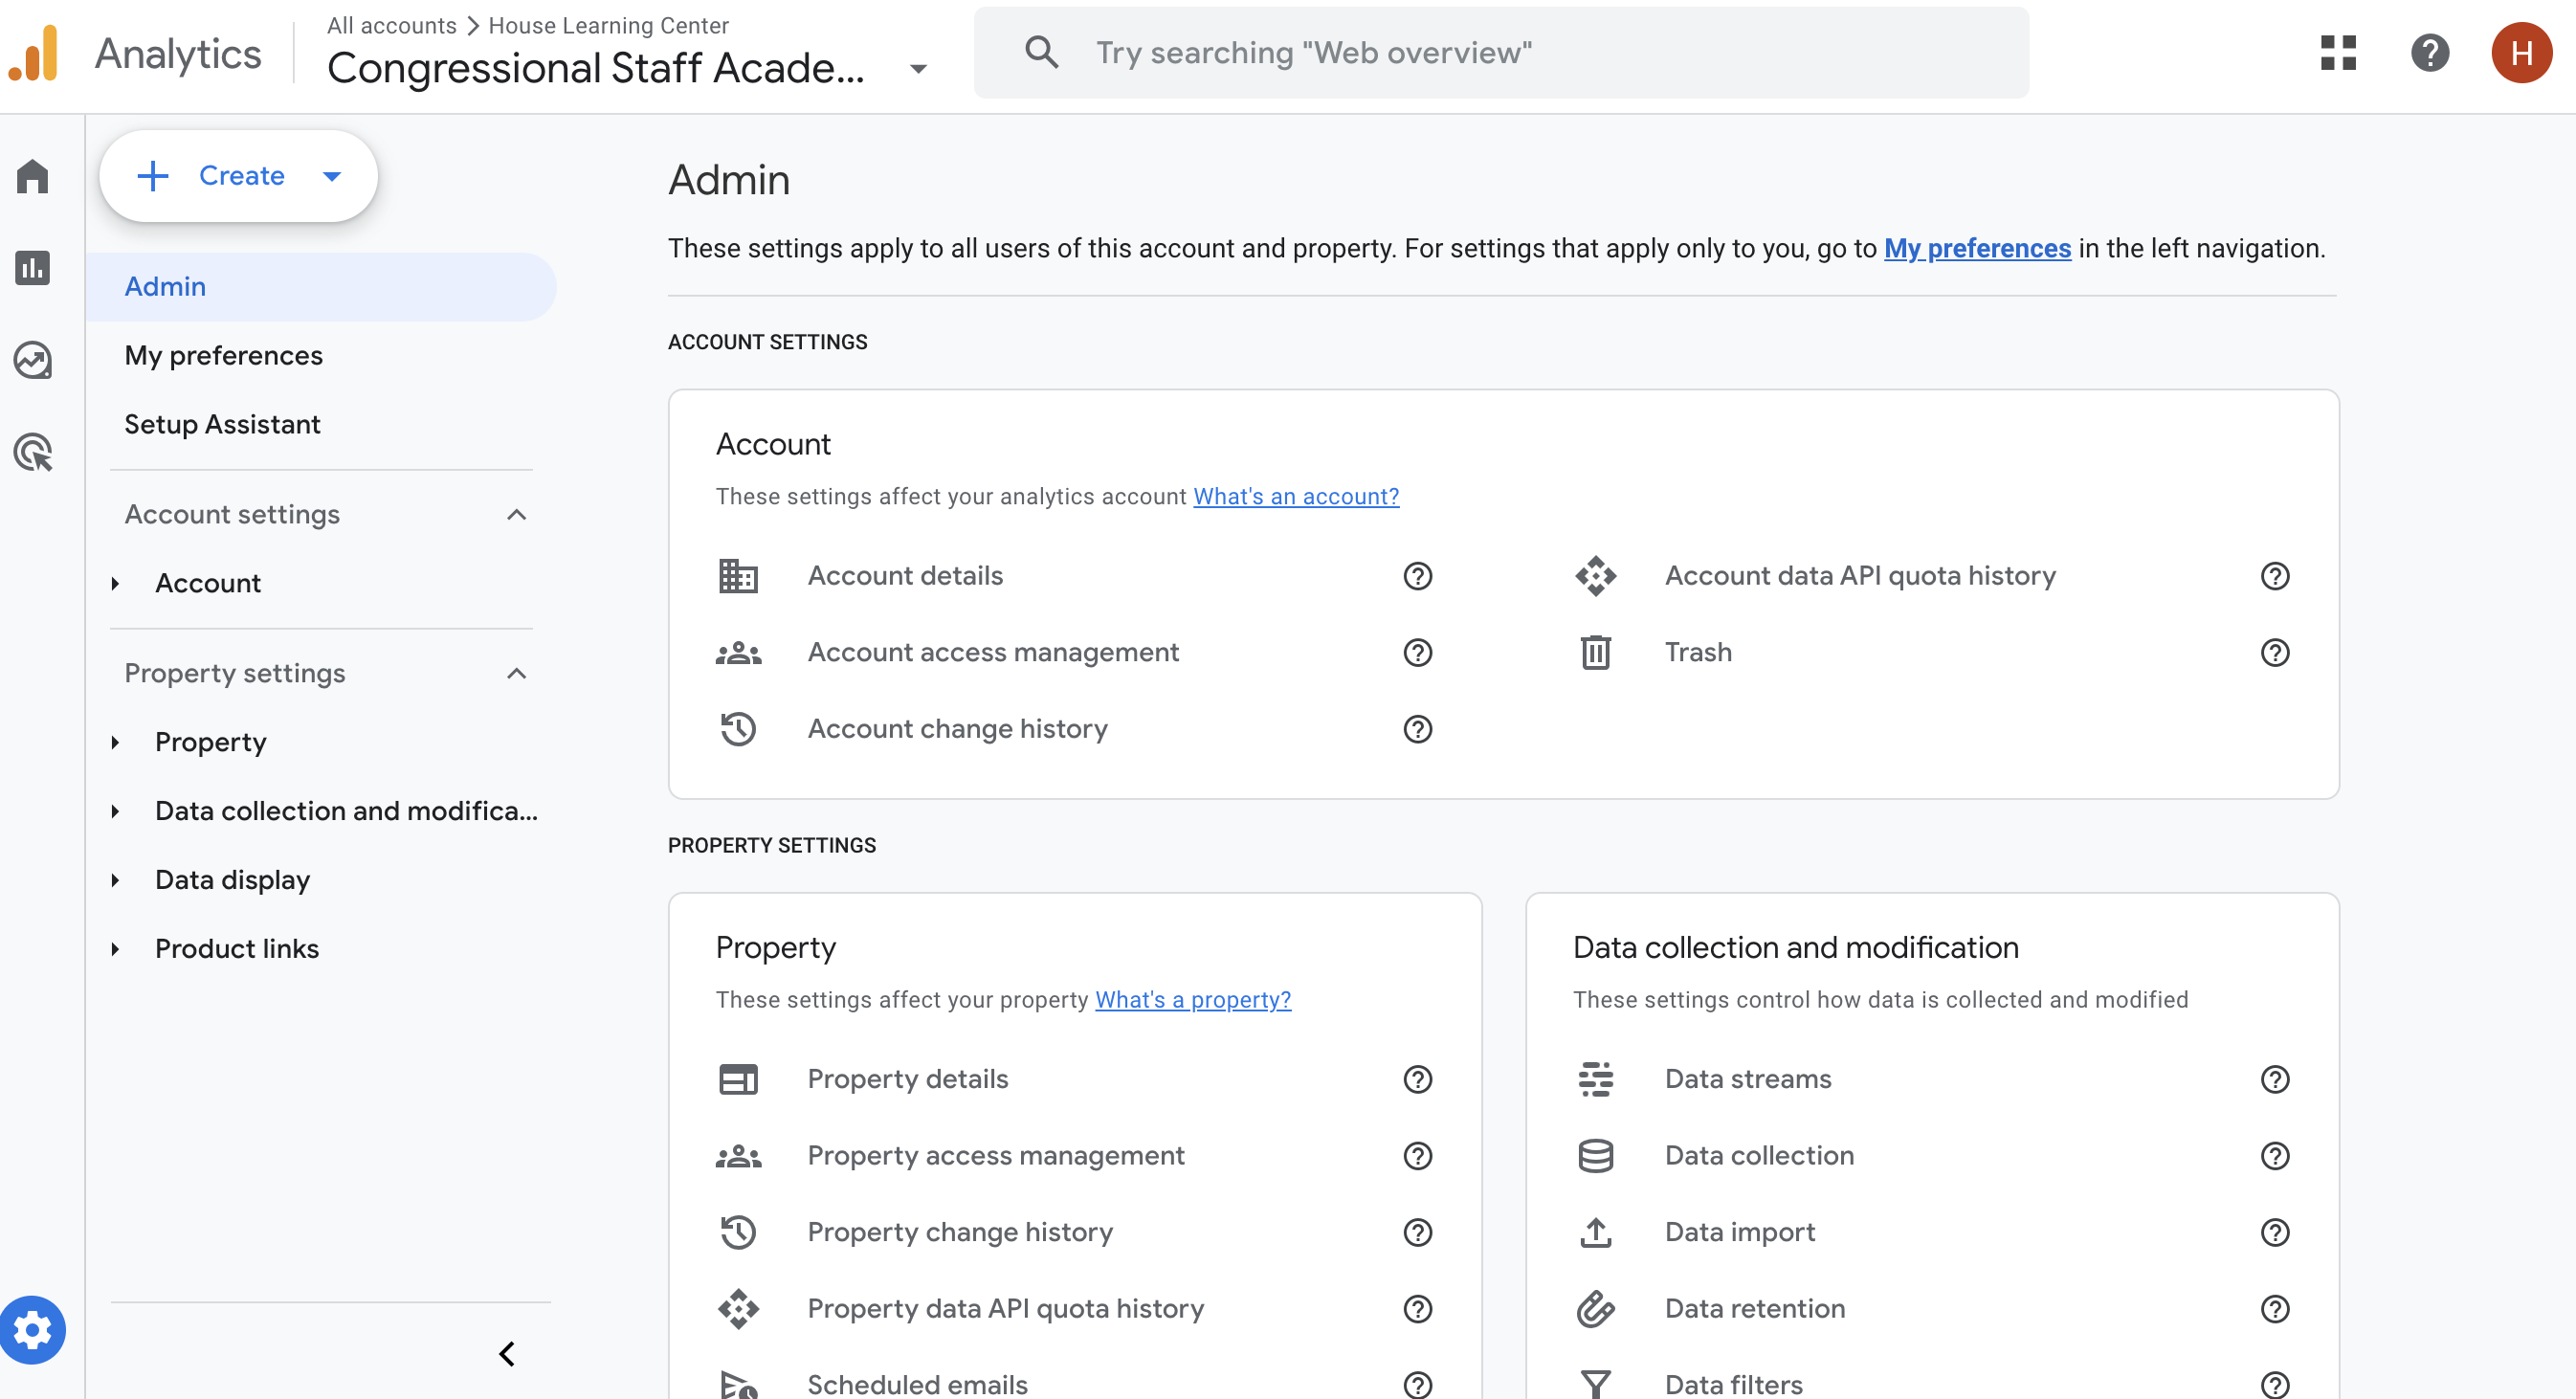 Analytics
All accounts > House Learning Center
Congressional Staff Acade...
Try searching "Web overview"
H
Create
Admin
My preferences
Setup Assistant
Account settings
Account
Property settings
Property
Data collection and modifica...
Data display
Product links
Admin
These settings apply to all users of this account and property. For settings that apply only to you, go to My preferences in the left navigation.
ACCOUNT SETTINGS
Account
These settings affect your analytics account What's an account?
Account details
Account access management
Account change history
Account data API quota history
Trash
PROPERTY SETTINGS
Property
These settings affect your property What's a property?
Property details
Property access management
Property change history
Property data API quota history
Scheduled emails
Data collection and modification
These settings control how data is collected and modified
Data streams
Data collection
Data import
Data retention
Data filters